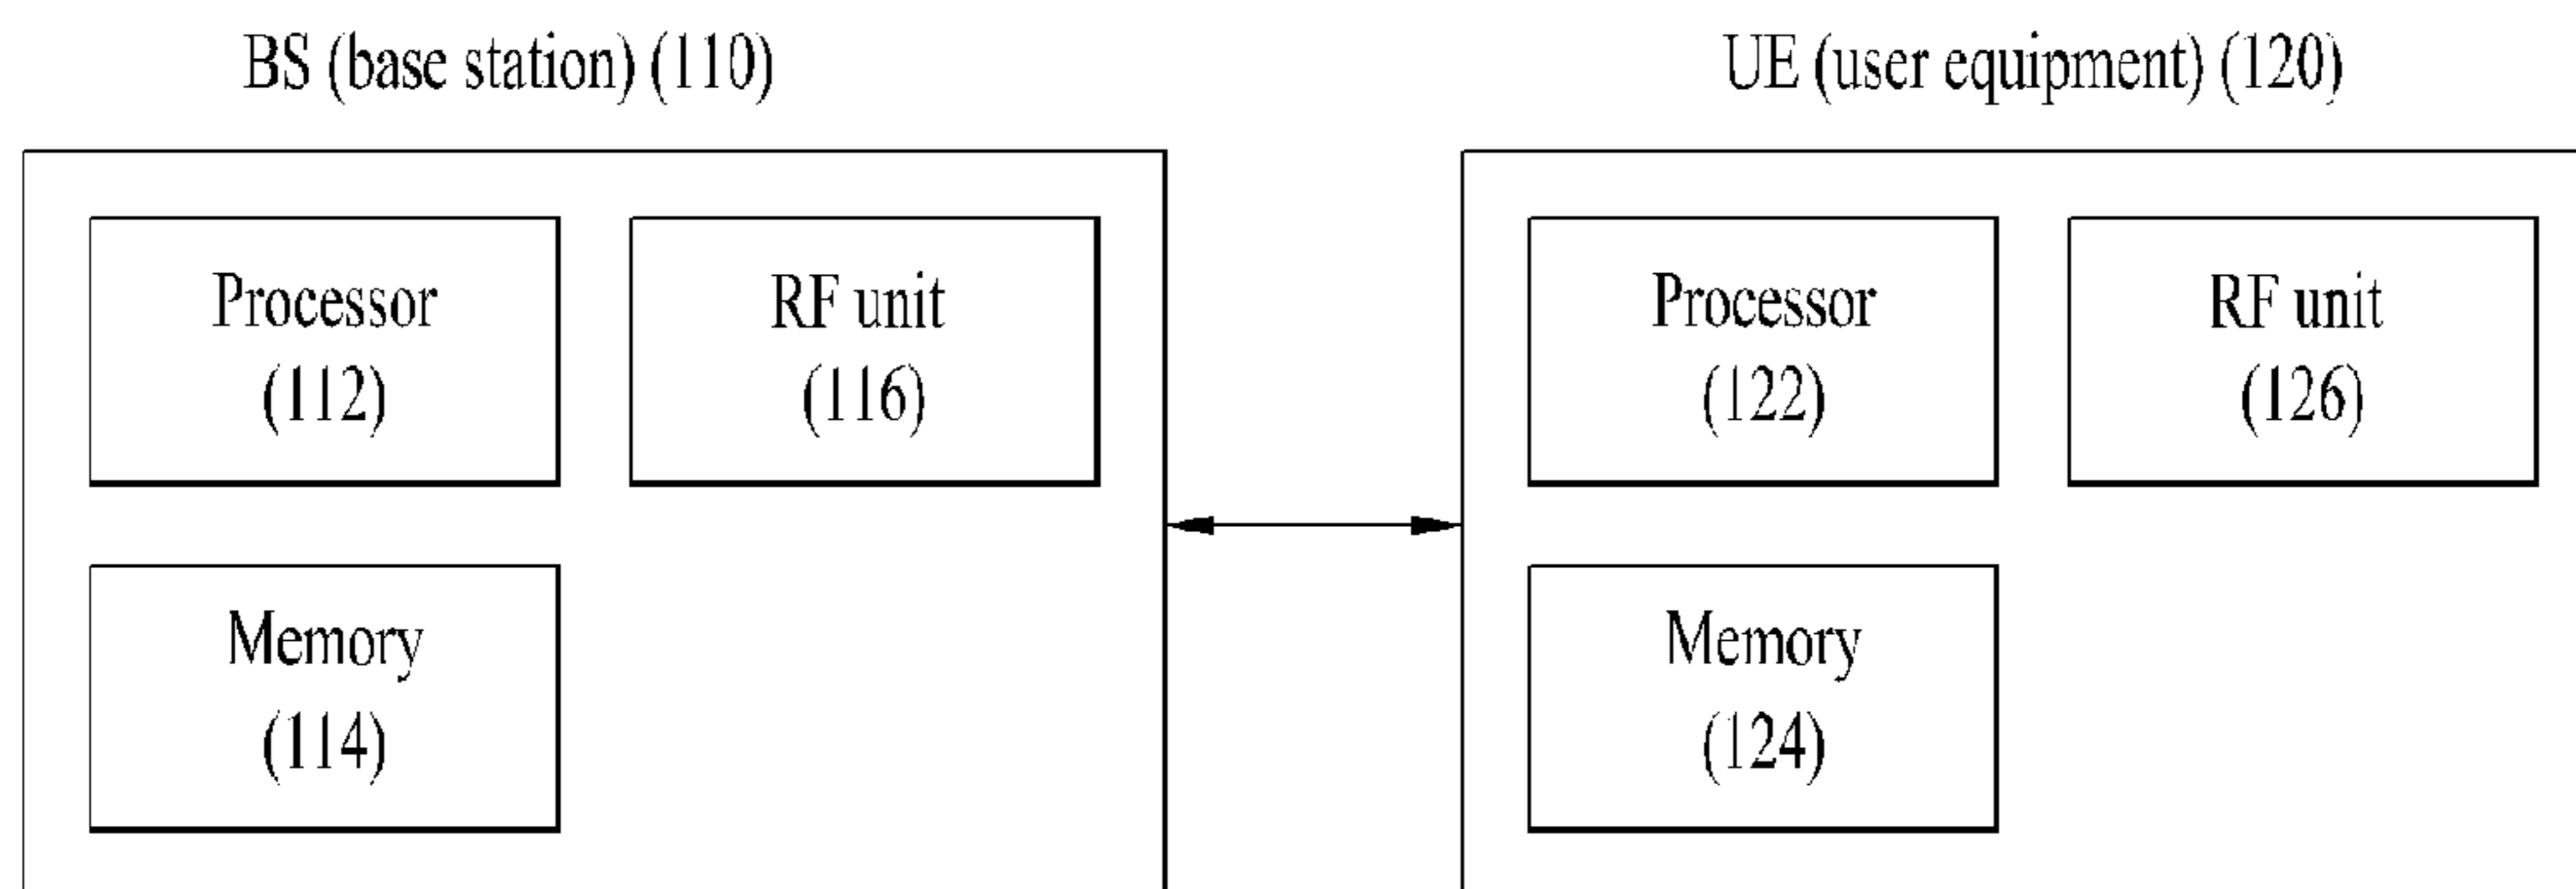 BS (base station) (110)
UE (user equipment) (120)
Processor
(112)
RF unit
(116)
Memory
(114)
Processor
(122)
RF unit
(126)
Memory
(124)